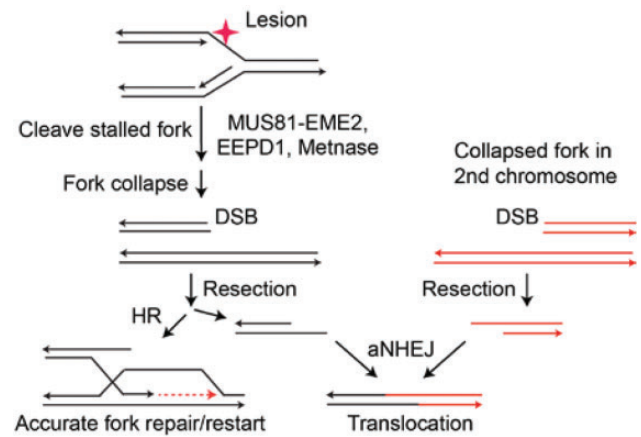 Lesion
Cleave stalled fork
MUS81-EME2,
EEPD1, Metnase
Fork collapse
Collapsed fork in
2nd chromosome
DSB
DSB
Resection
Resection
HR
aNHEJ
Accurate fork repair/restart
Translocation